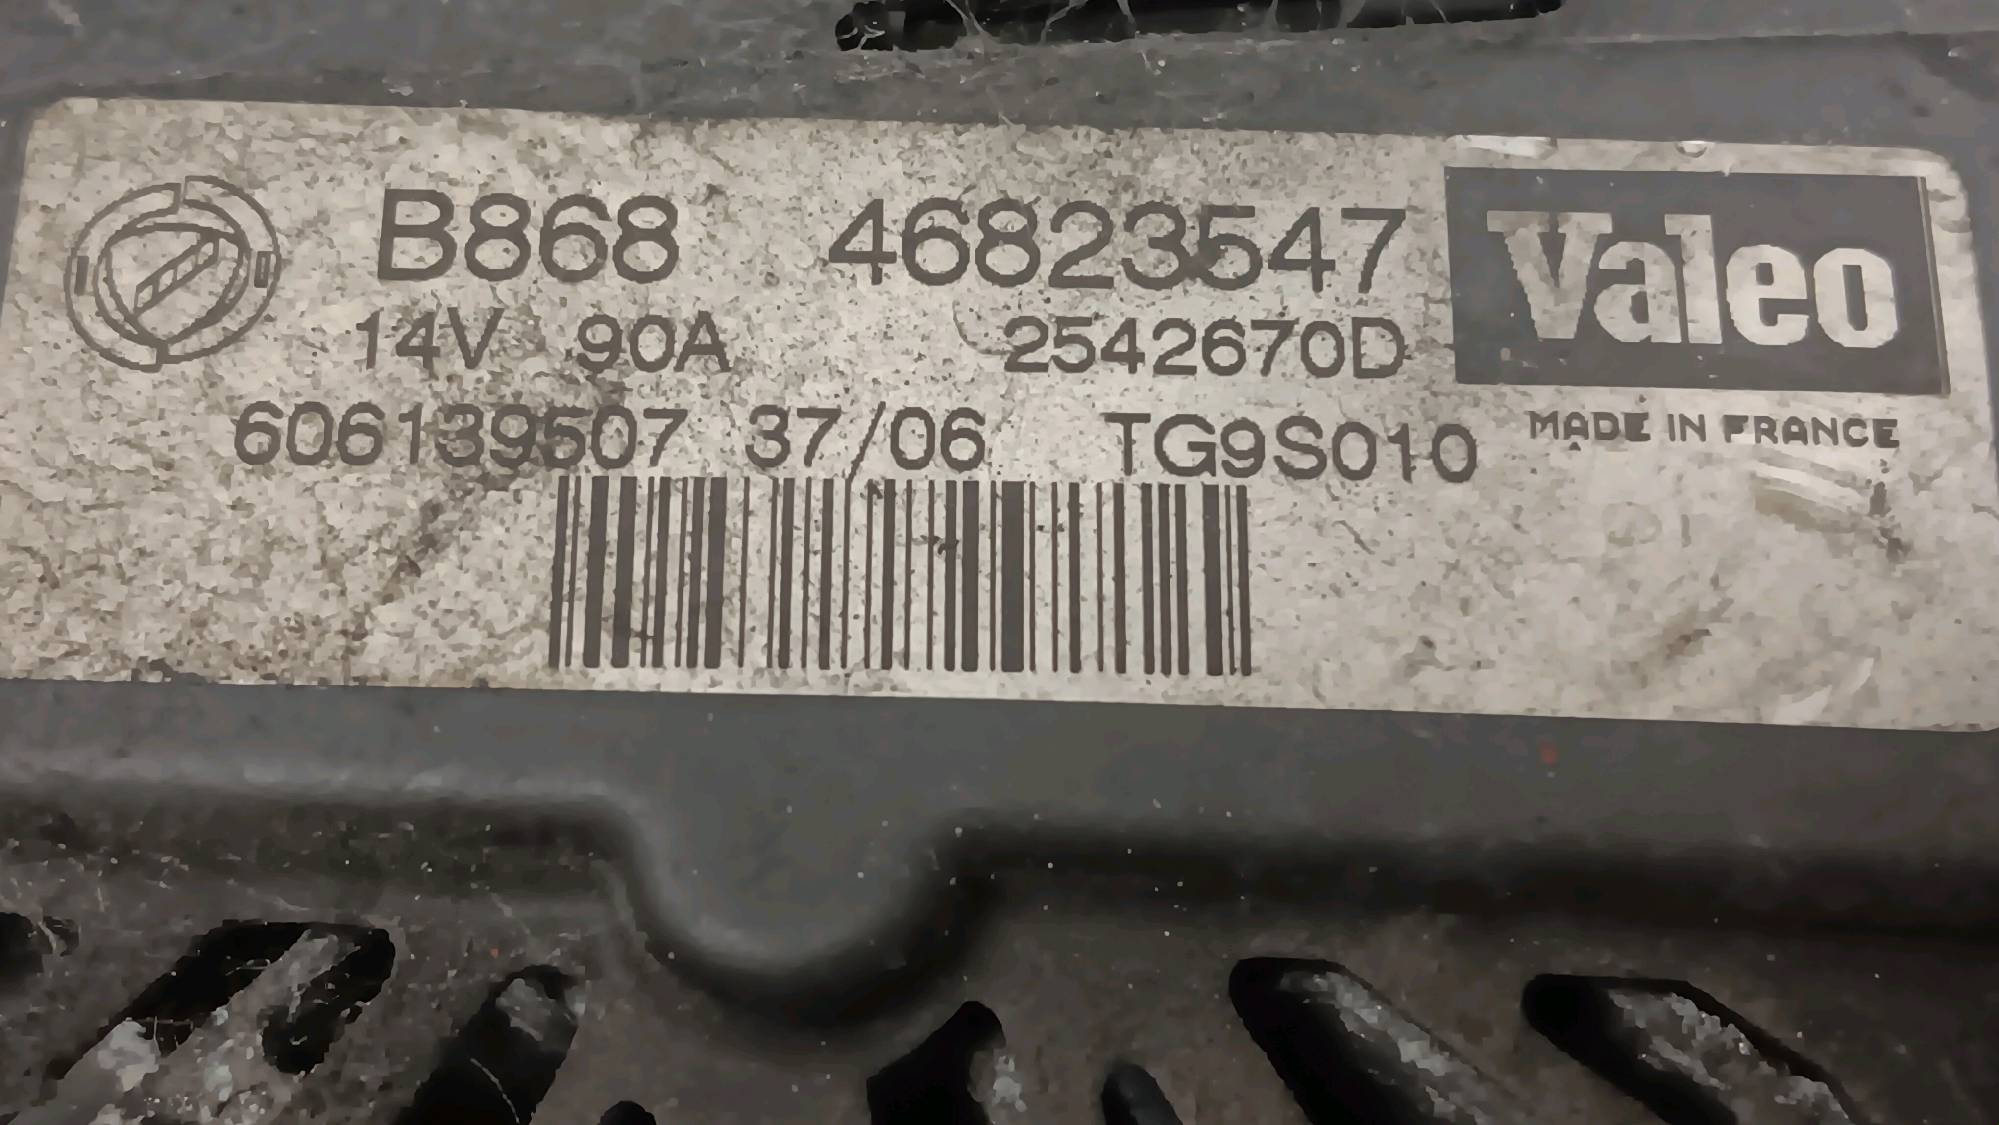 B868 46823547 Valeo
14V 90A 2542670D
606139507 37/06 TG9S010 MADE IN FRANCE